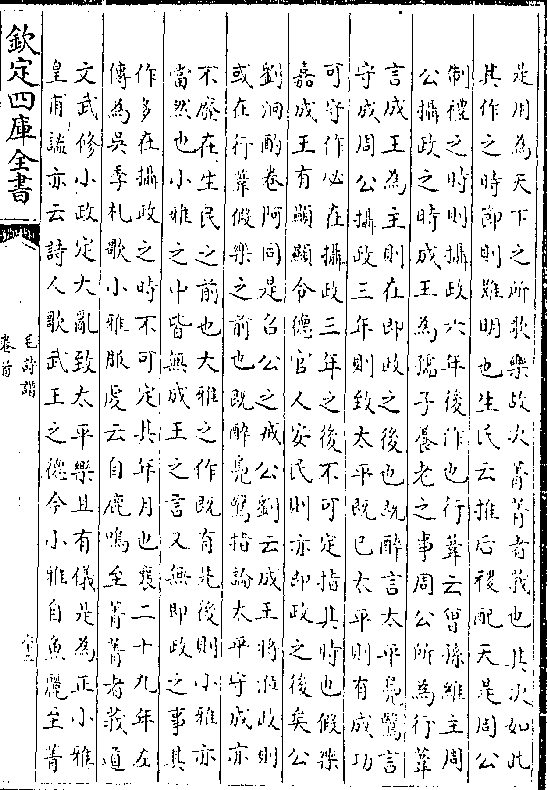 是用為天下之所歌樂故次菁菁者莪也其次如此
其作之時節則難明也生民云推后稷配天是周公
制禮之時則攝政六年後作也行葦云曾孫維主周
公攝政之時成王為孺子養老之事周公所為行葦
言成王為主則在即政之後也既醉言太平鳧鷖言
守成周公攝政三年則致太平既已太平則有成功
可守作必在攝政三年之後不可定指其時也假樂
嘉成王有顯顯令德官人安民則亦即政之後矣公
劉泂酌卷阿同是召公之戒公劉云成王將涖政則
或在行葦假樂之前也既醉鳧鷖指論太平守成亦
不廢在生民之前也大雅之作既有先後則小雅亦
當然也小雅之中皆無成王之言又無即政之事其
作多在攝政之時不可定其年月也襄二十九年左
傳為吳季札歌小雅服虔云自鹿鳴至菁菁者莪道
文武修小政定大亂致太平樂且有儀是為正小雅
皇甫謐亦云詩人歌武王之德今小雅自魚麗至菁
欽定四庫全書
毛詩譜
卷首